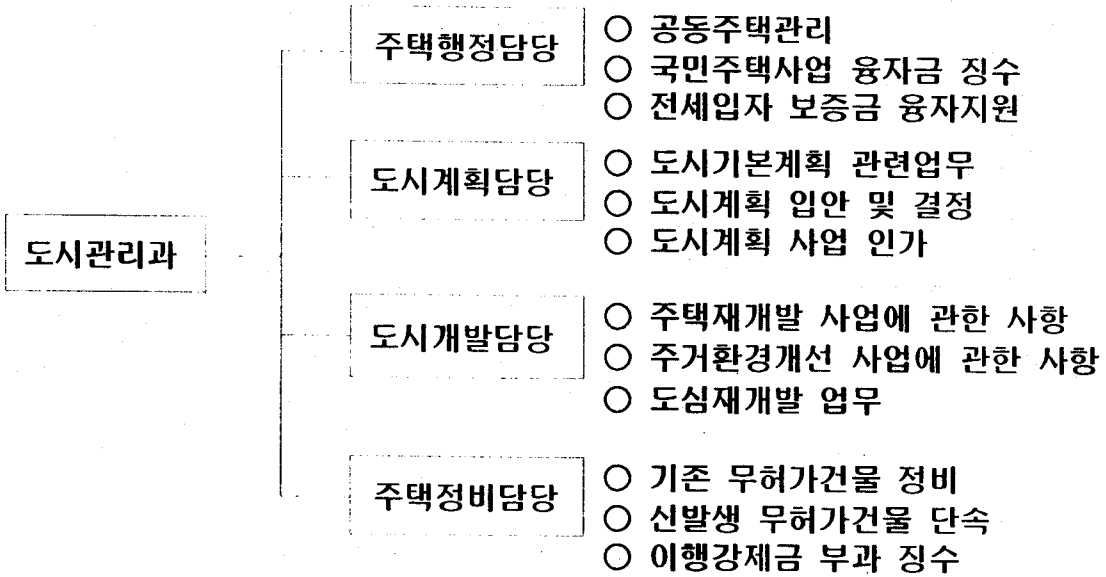 주택행정담당
○ 공동주택관리
○ 국민주택사업 융자금 징수
○ 전세입자 보증금 융자지원
도시계획담당
○ 도시기본계획 관련업무
○ 도시계획 입안 및 결정
○ 도시계획 사업 인가
도시관리과
도시개발담당
○ 주택재개발 사업에 관한 사항
○ 주거환경개선 사업에 관한 사항
○ 도심재개발 업무
주택정비담당
○ 기존 무허가건물 정비
○ 신발생 무허가건물 단속
○ 이행강제금 부과 징수